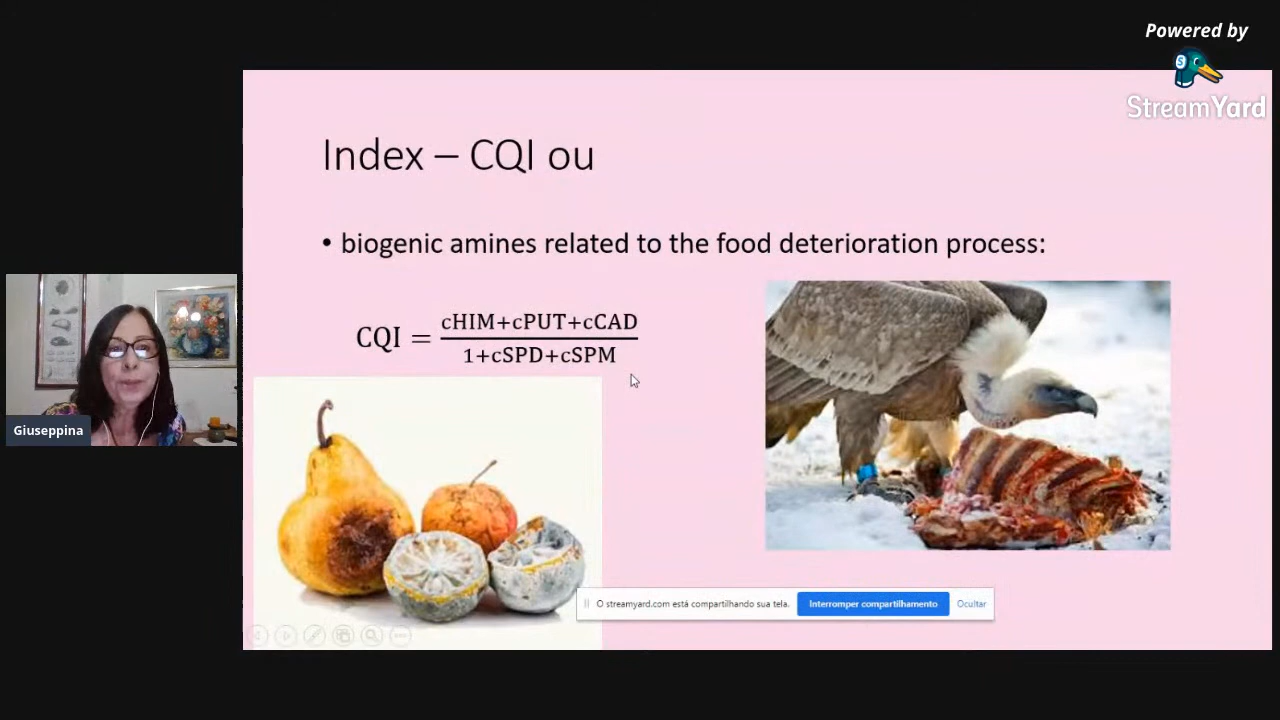 Powered by
StreamYard
Index – CQI ou
• biogenic amines related to the food deterioration process:
CQI = cHIM+cPUT+cCAD
1+cSPD+cSPM
Giuseppina
O streamyard.com está compartilhando sua tela. Interromper compartilhamento Ocultar